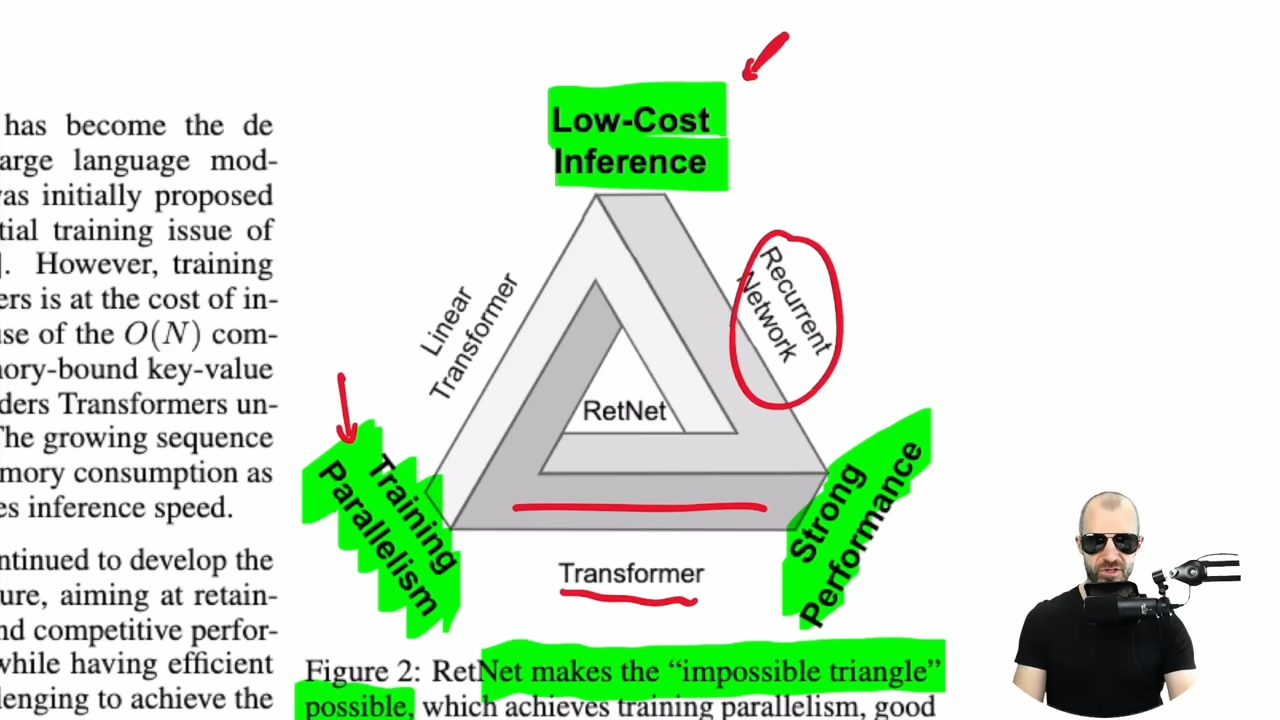 has become the de
arge language mod-
was initially proposed
tial training issue of
]. However, training
ers is at the cost of in-
use of the O(N) com-
mory-bound key-value
ders Transformers un-
The growing sequence
mory consumption as
es inference speed.
ntinued to develop the
ure, aiming at retain-
nd competitive perfor-
while having efficient
lenging to achieve the
Low-Cost
Inference
Linear
Transformer
Recurrent
Network
RetNet
Training
Parallelism
Strong
Performance
Transformer
Figure 2: RetNet makes the “impossible triangle”
possible, which achieves training parallelism, good